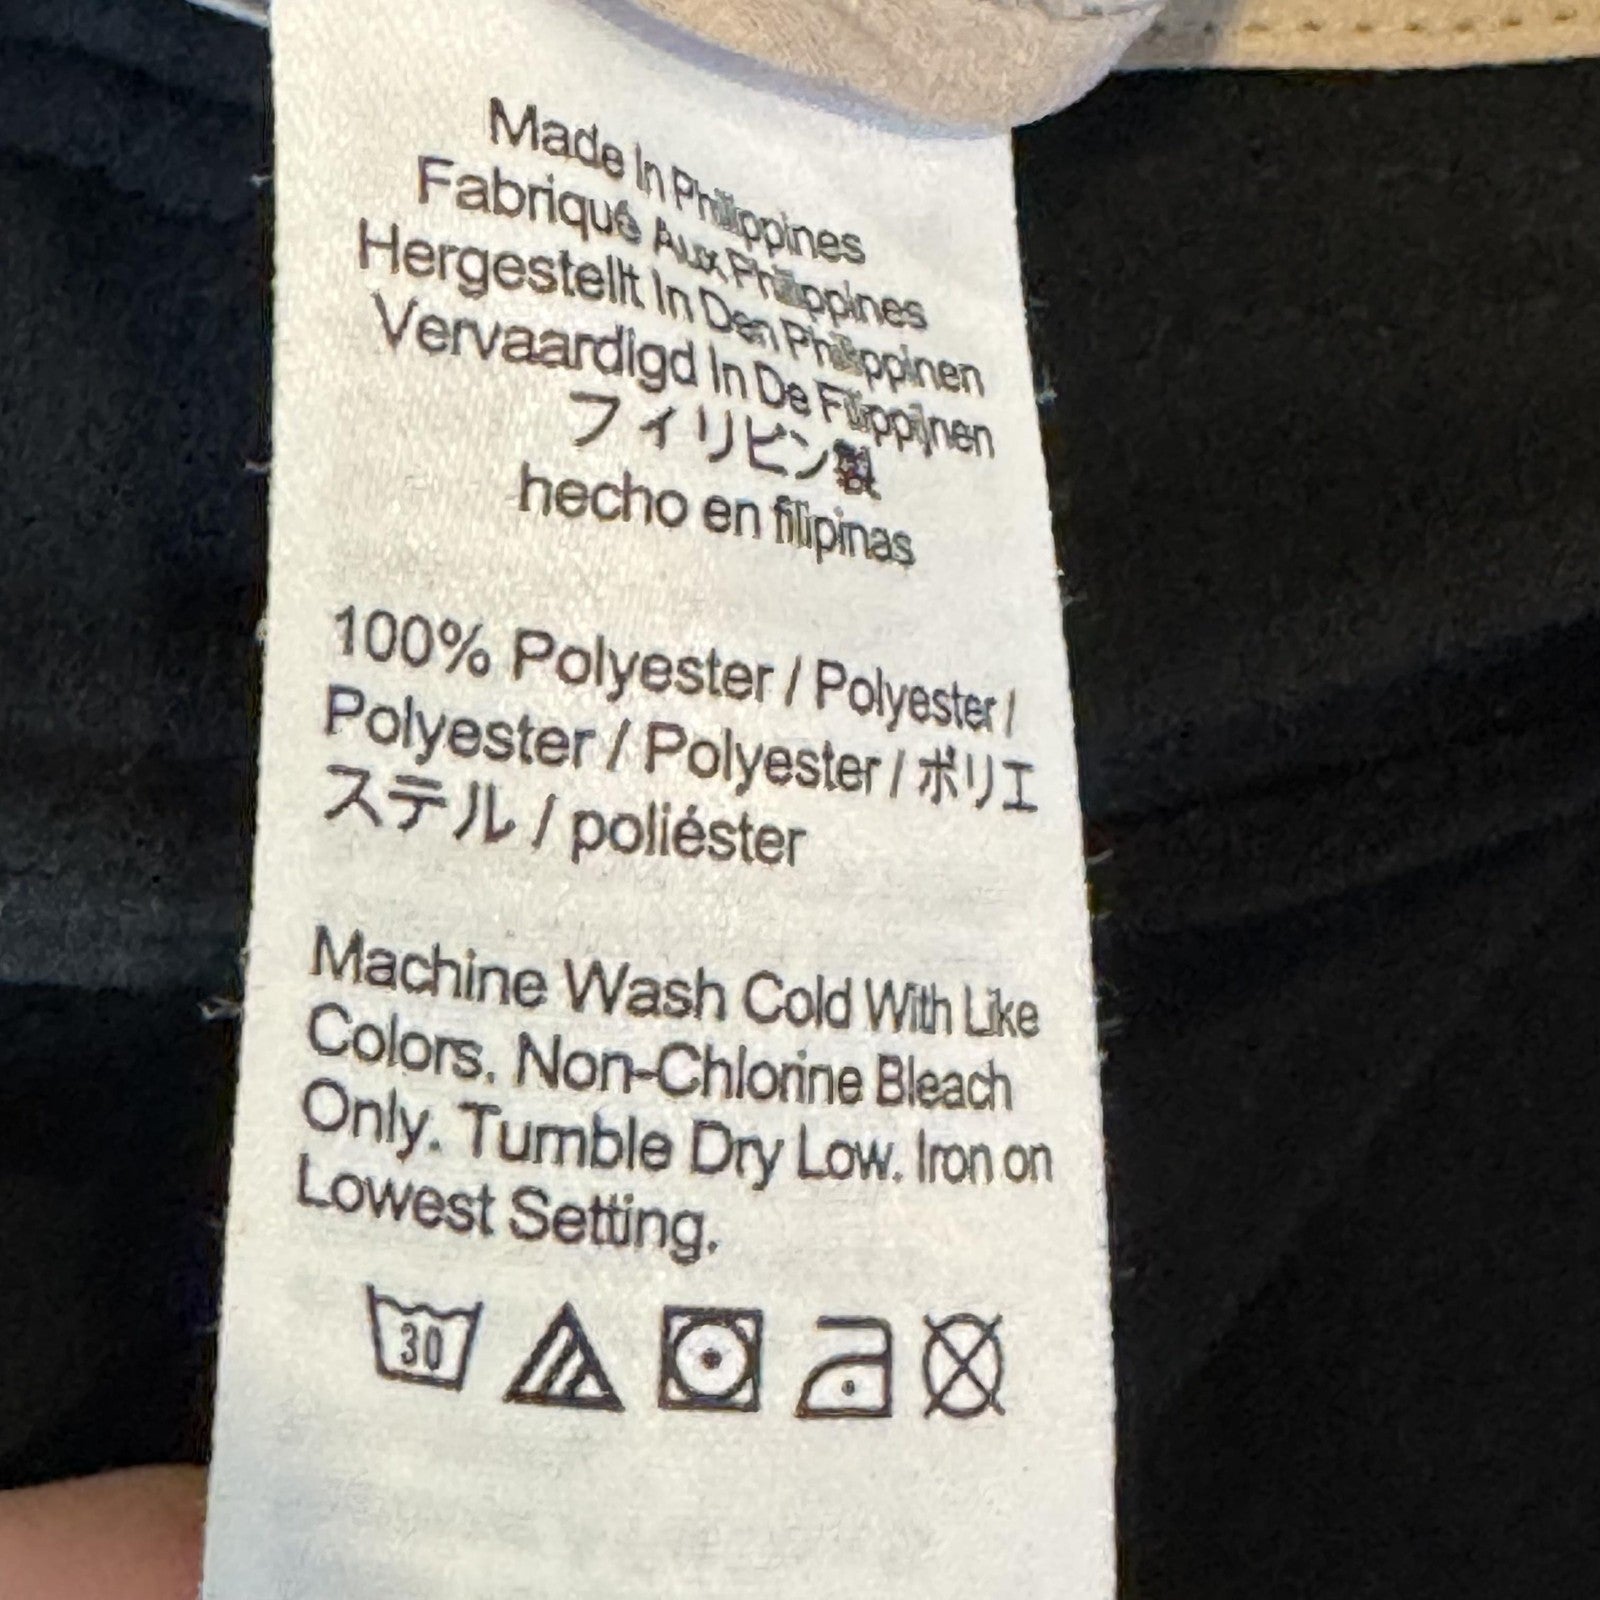 Made In Philippines
Fabriqué Aux Philippines
Hergestellt In Den Philippinen
Vervaardigd In De Filippijnen
フィリピン製
hecho en filipinas
100% Polyester / Polyester /
Polyester / Polyester / ポリエ
ステル / poliéster
Machine Wash Cold With Like
Colors. Non-Chlorine Bleach
Only. Tumble Dry Low. Iron on
Lowest Setting.
30